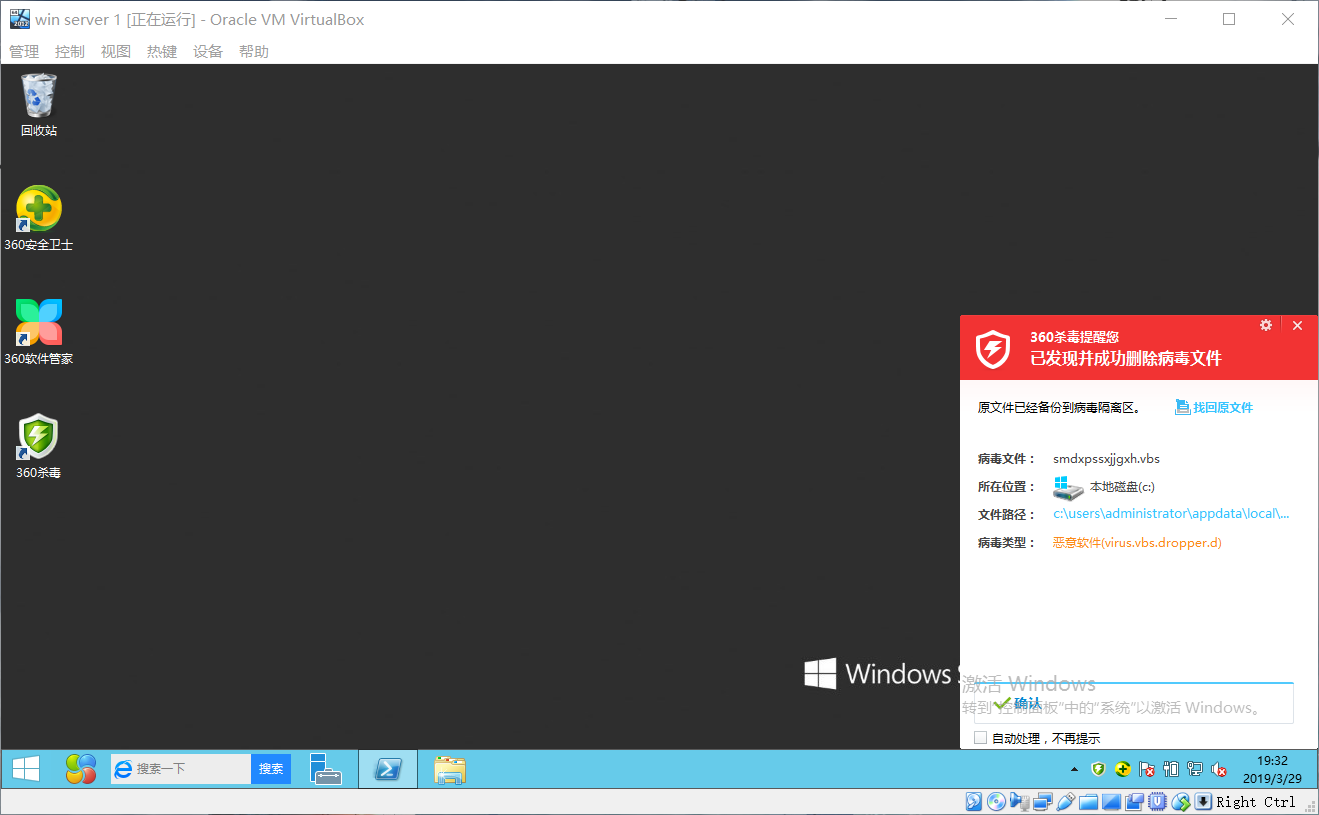 win server 1 [正在运行] - Oracle VM VirtualBox
管理 控制 视图 热键 设备 帮助
回收站
360安全卫士
360软件管家
360杀毒
360杀毒提醒您
已发现并成功删除病毒文件
原文件已经备份到病毒隔离区。 找回原文件
病毒文件： smdxpssxjjgxh.vbs
所在位置： 本地磁盘(c:)
文件路径： c:\users\administrator\appdata\local\...
病毒类型： 恶意软件(virus.vbs.dropper.d)
Windows S
激活 Windows
转到"控制面板"中的"系统"以激活 Windows。
确认
自动处理，不再提示
搜索一下 搜索
19:32
2019/3/29
Right Ctrl